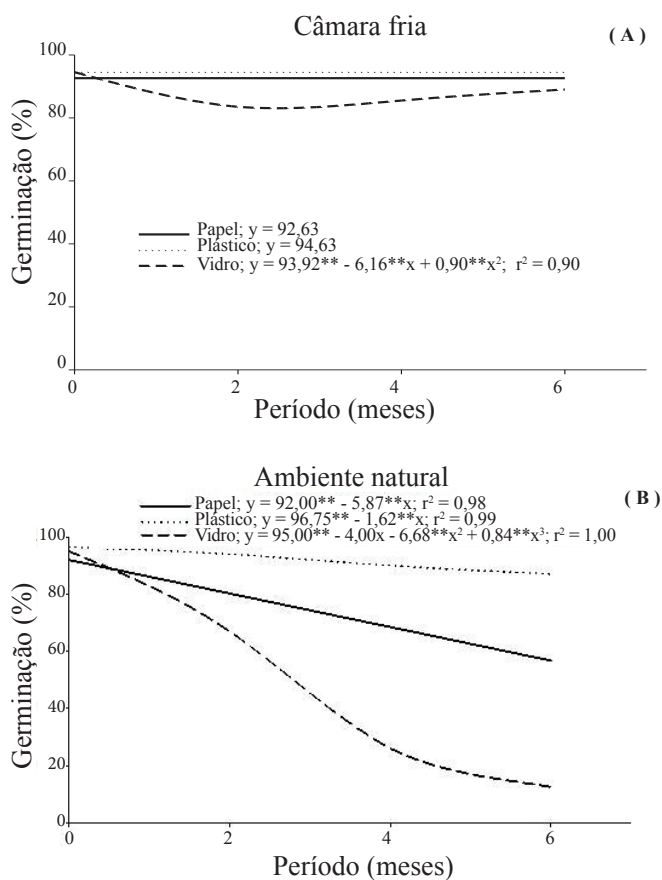 Câmara fria
( A )
100
80
60
40
20
0
Germinação (%)
Papel; y = 92,63
Plástico; y = 94,63
Vidro; y = 93,92** - 6,16**x + 0,90**x²; r² = 0,90
0 2 4 6
Período (meses)
Ambiente natural
( B )
Papel; y = 92,00** - 5,87**x; r² = 0,98
Plástico; y = 96,75** - 1,62**x; r² = 0,99
Vidro; y = 95,00** - 4,00x - 6,68**x² + 0,84**x³; r² = 1,00
100
80
60
40
20
0
Germinação (%)
0 2 4 6
Período (meses)